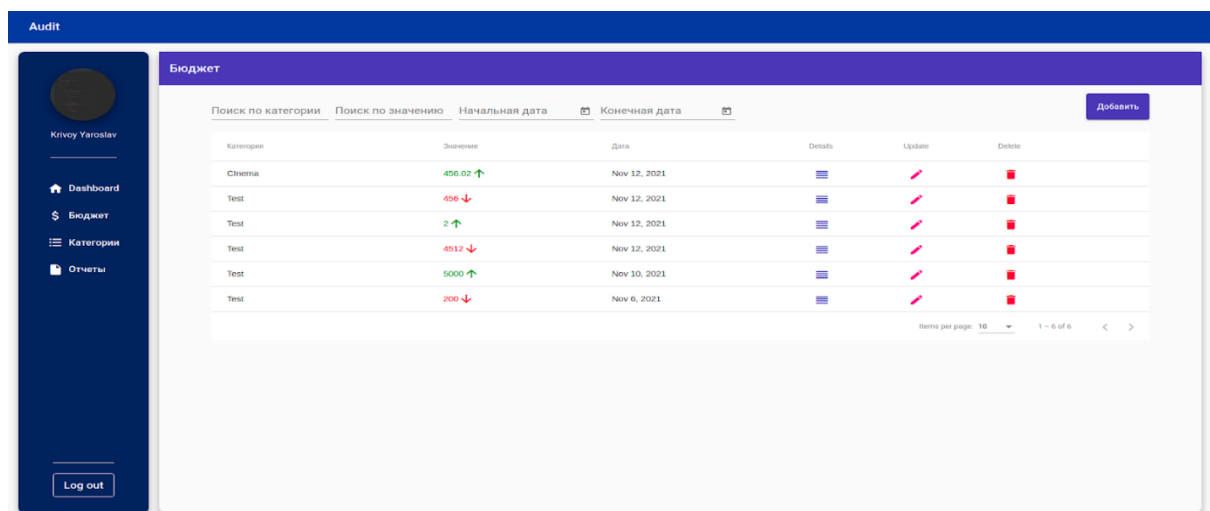 Audit
Бюджет
Krivoy Yaroslav
Dashboard
Бюджет
Категории
Отчеты
Log out
Поиск по категории Поиск по значению Начальная дата Конечная дата Добавить
Категории Значение Дата Details Update Delete
CInema 456.02 Nov 12, 2021
Test 456 Nov 12, 2021
Test 2 Nov 12, 2021
Test 4512 Nov 12, 2021
Test 5000 Nov 10, 2021
Test 200 Nov 6, 2021
Items per page: 10 1 – 6 of 6